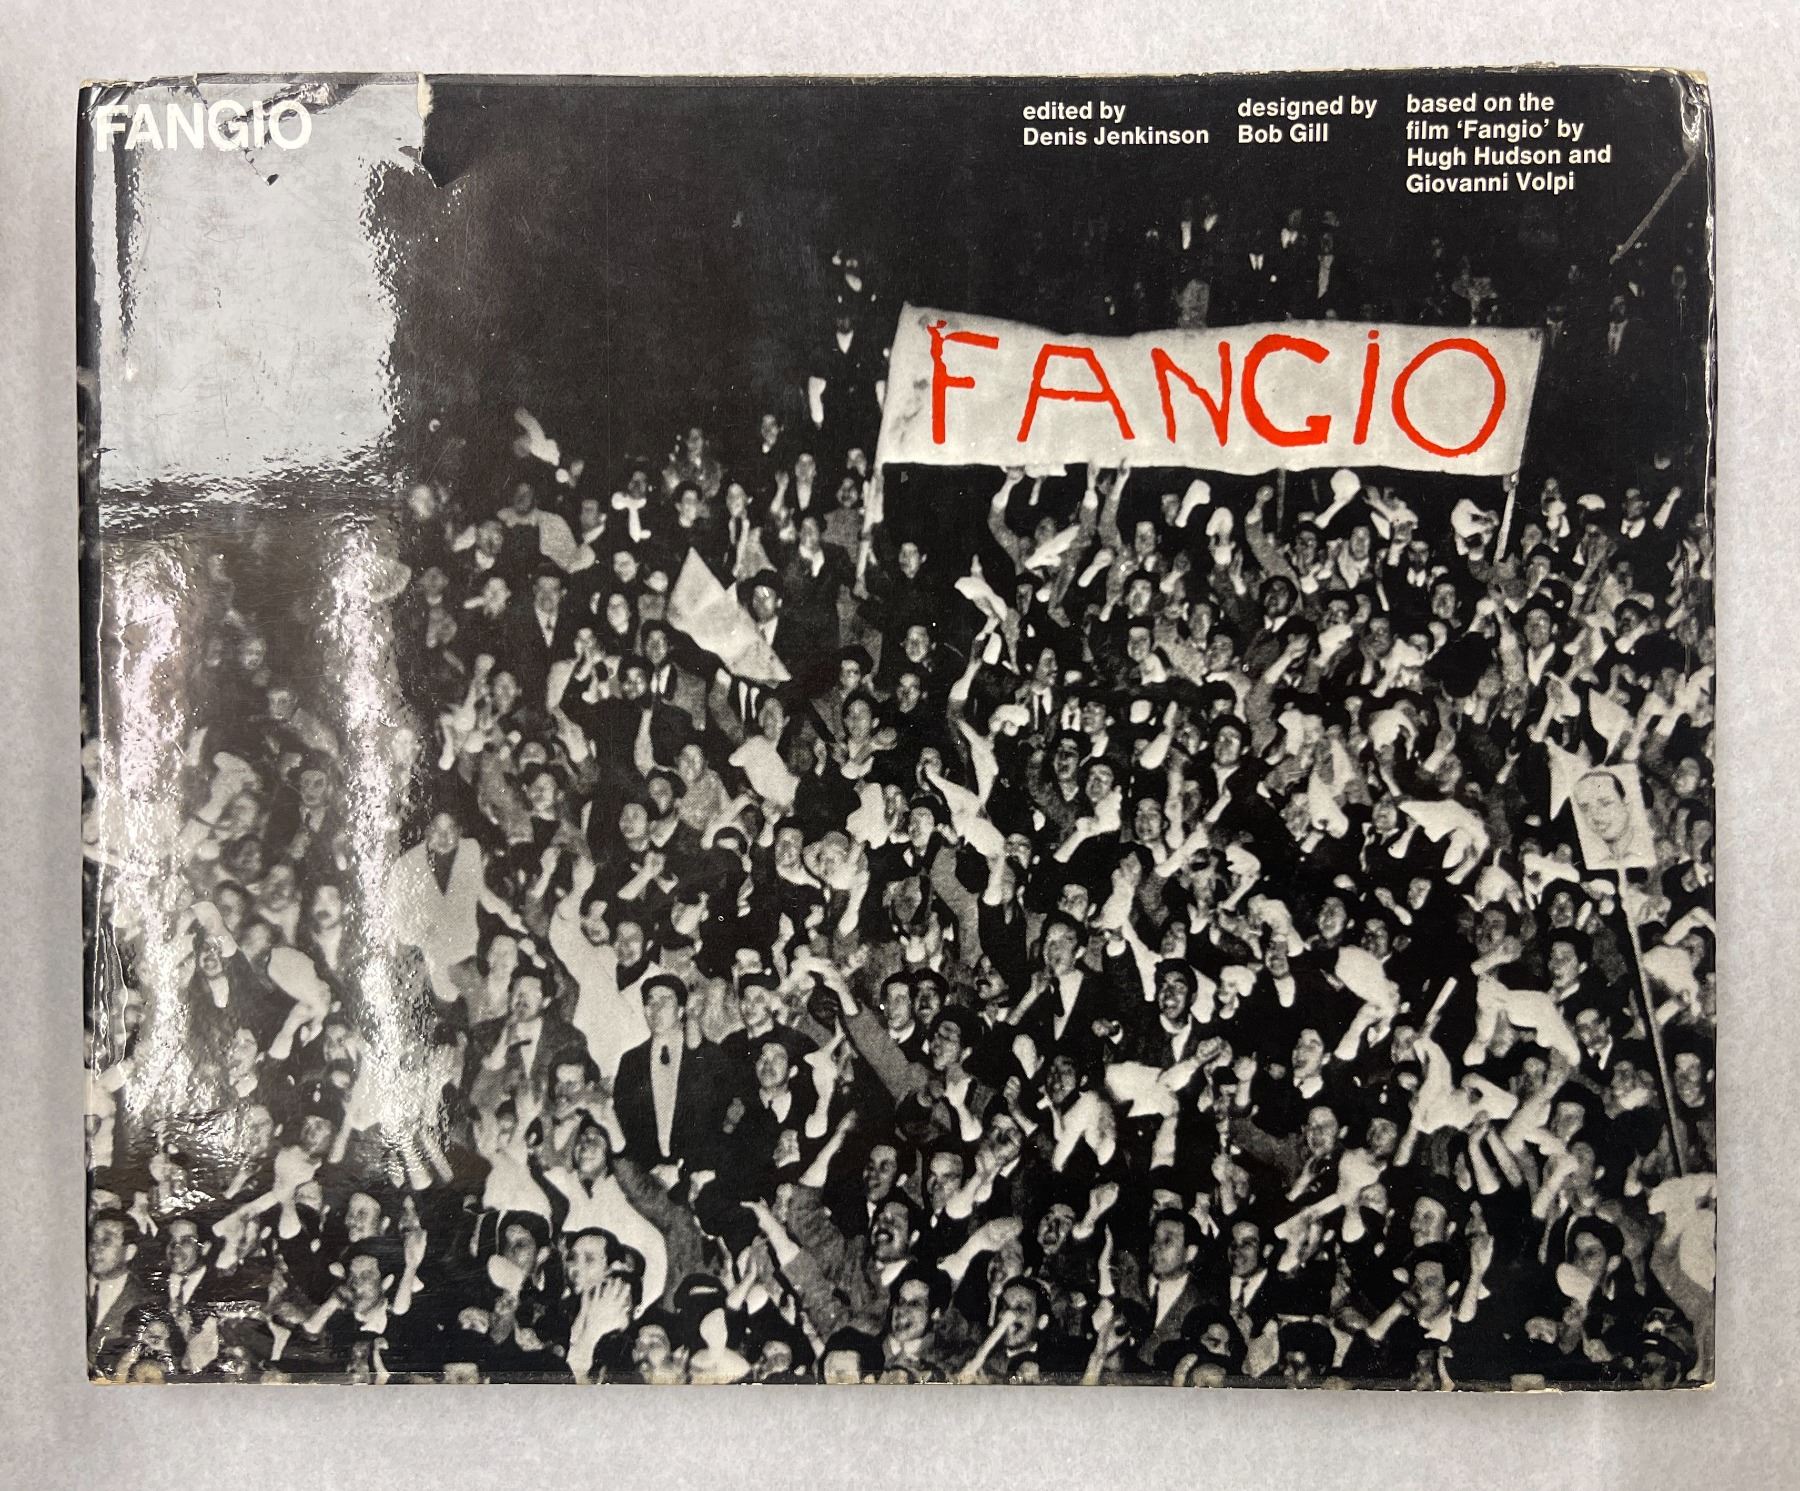 FANGIO
edited by
Denis Jenkinson
designed by
Bob Gill
based on the
film ‘Fangio’ by
Hugh Hudson and
Giovanni Volpi
FANGIO